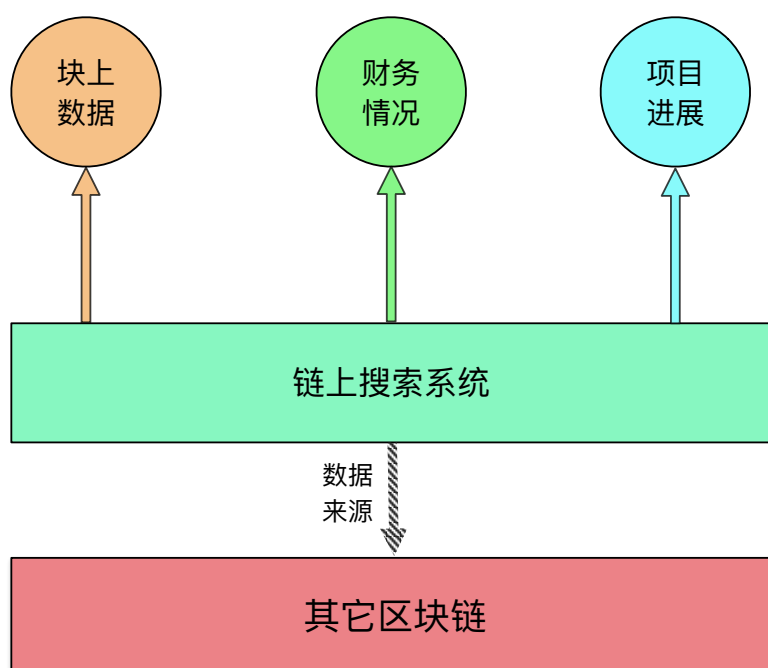 块上
数据
财务
情况
项目
进展
链上搜索系统
数据
来源
其它区块链